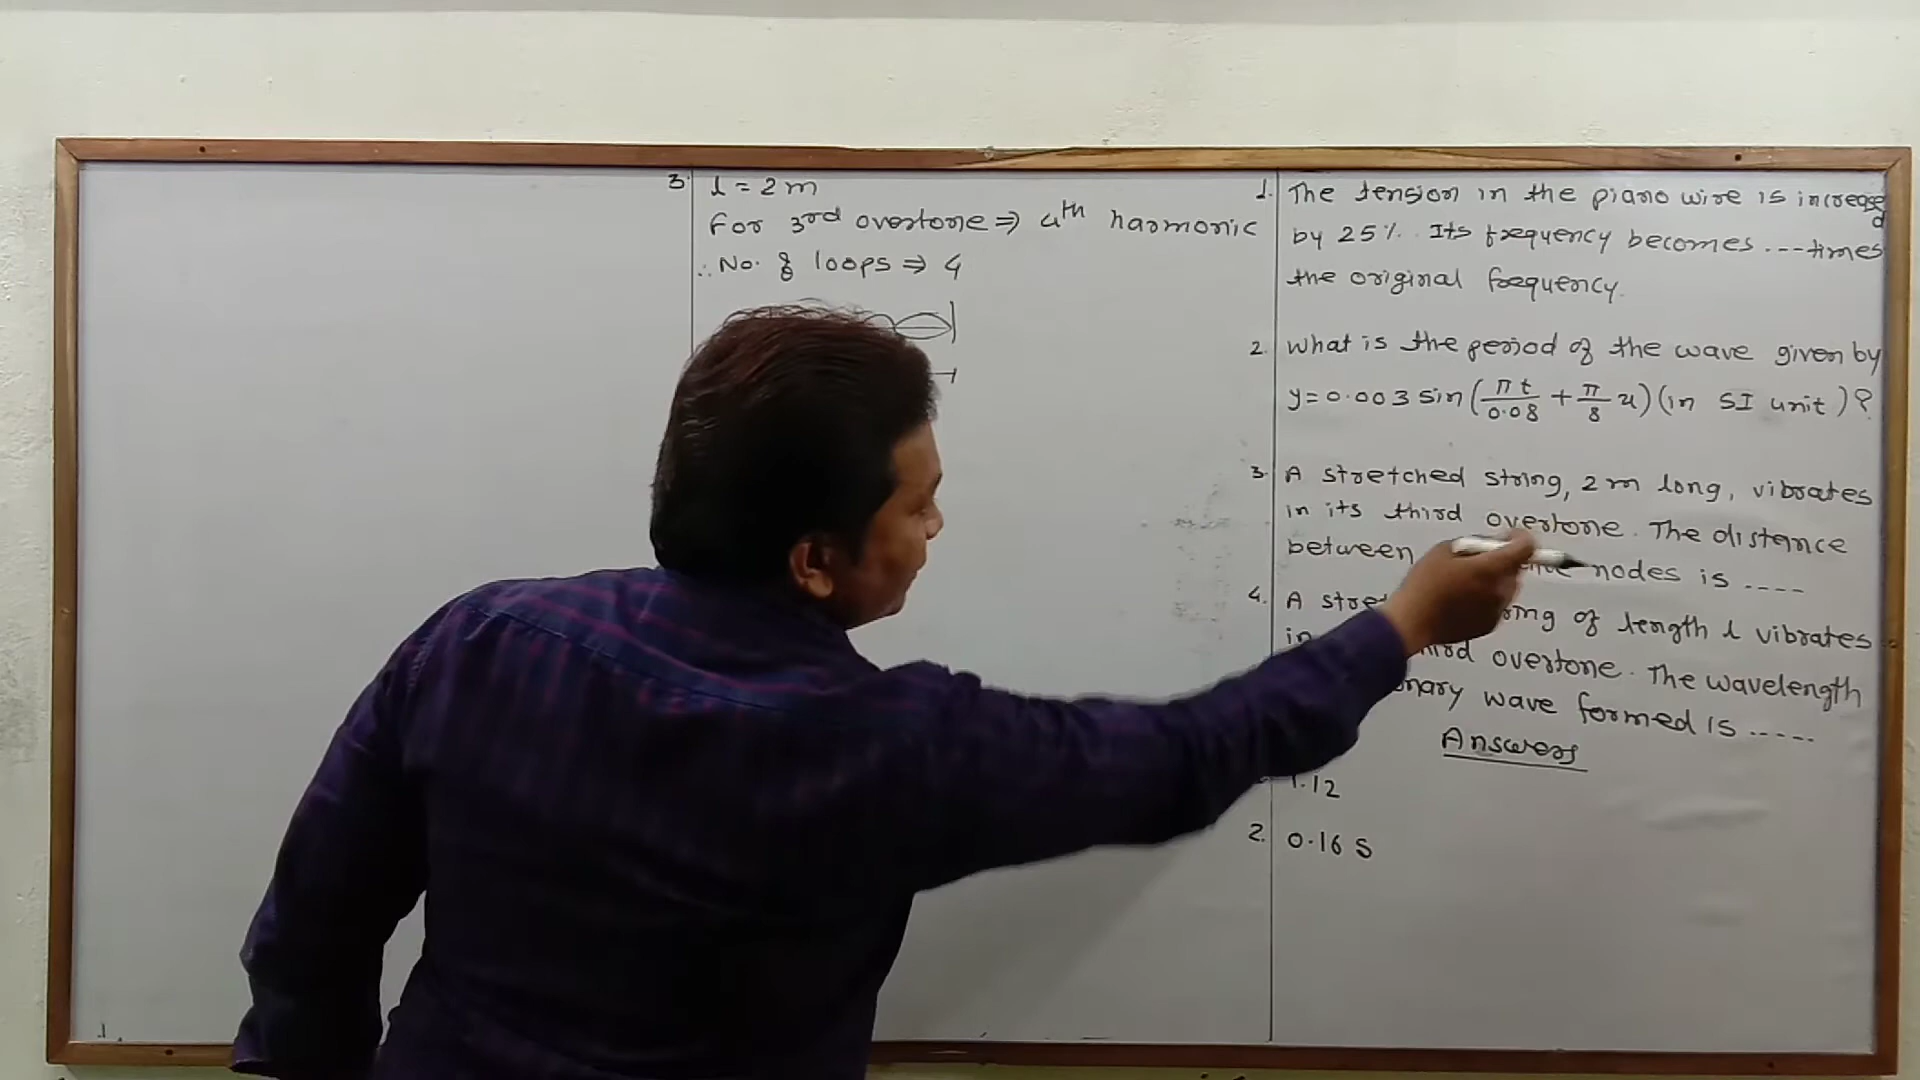 3. l = 2 m
For 3rd overtone ⇒ 4th harmonic
∴ No. of loops ⇒ 4
1. The tension in the piano wire is increased
by 25%. Its frequency becomes ---times
the original frequency.
2. What is the period of the wave given by
y = 0.003 sin (πt/0.08 + π/8 x) (in SI unit) ?
3. A stretched string, 2 m long, vibrates
in its third overtone. The distance
between nodes is ----
4. A of length l vibrates
in overtone. The wavelength
wave formed is -----
Answers
1.12
2. 0.16 s